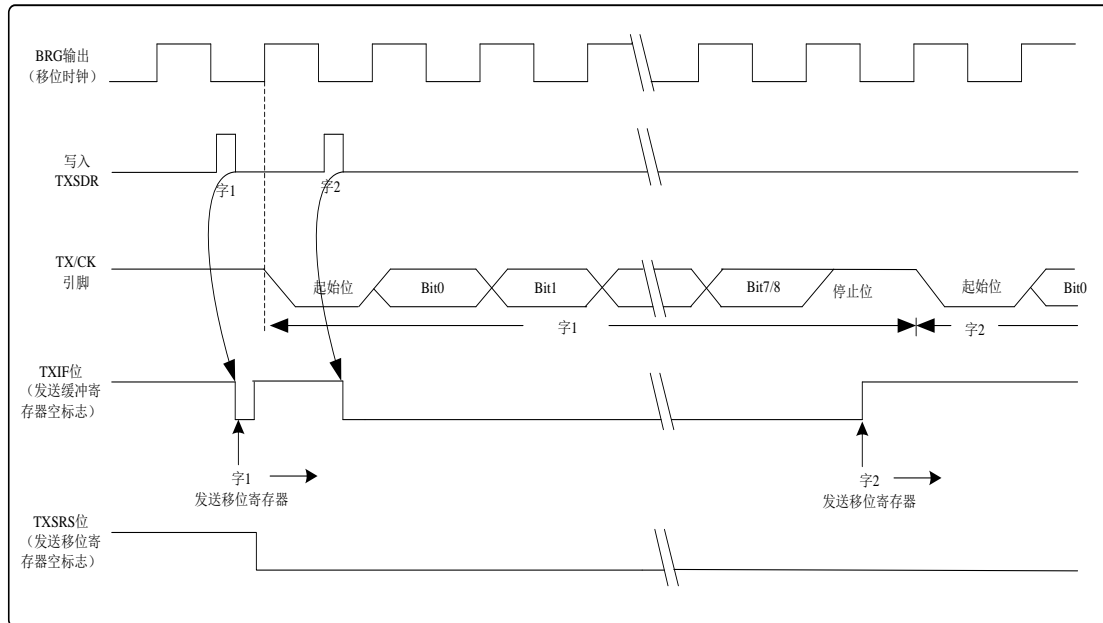 BRG输出
（移位时钟）
写入
TXSDR
字1
字2
TX/CK
引脚
起始位
Bit0
Bit1
Bit7/8
停止位
起始位
Bit0
字1
字2
TXIF位
（发送缓冲寄
存器空标志）
字1
发送移位寄存器
字2
发送移位寄存器
TXSRS位
（发送移位寄
存器空标志）